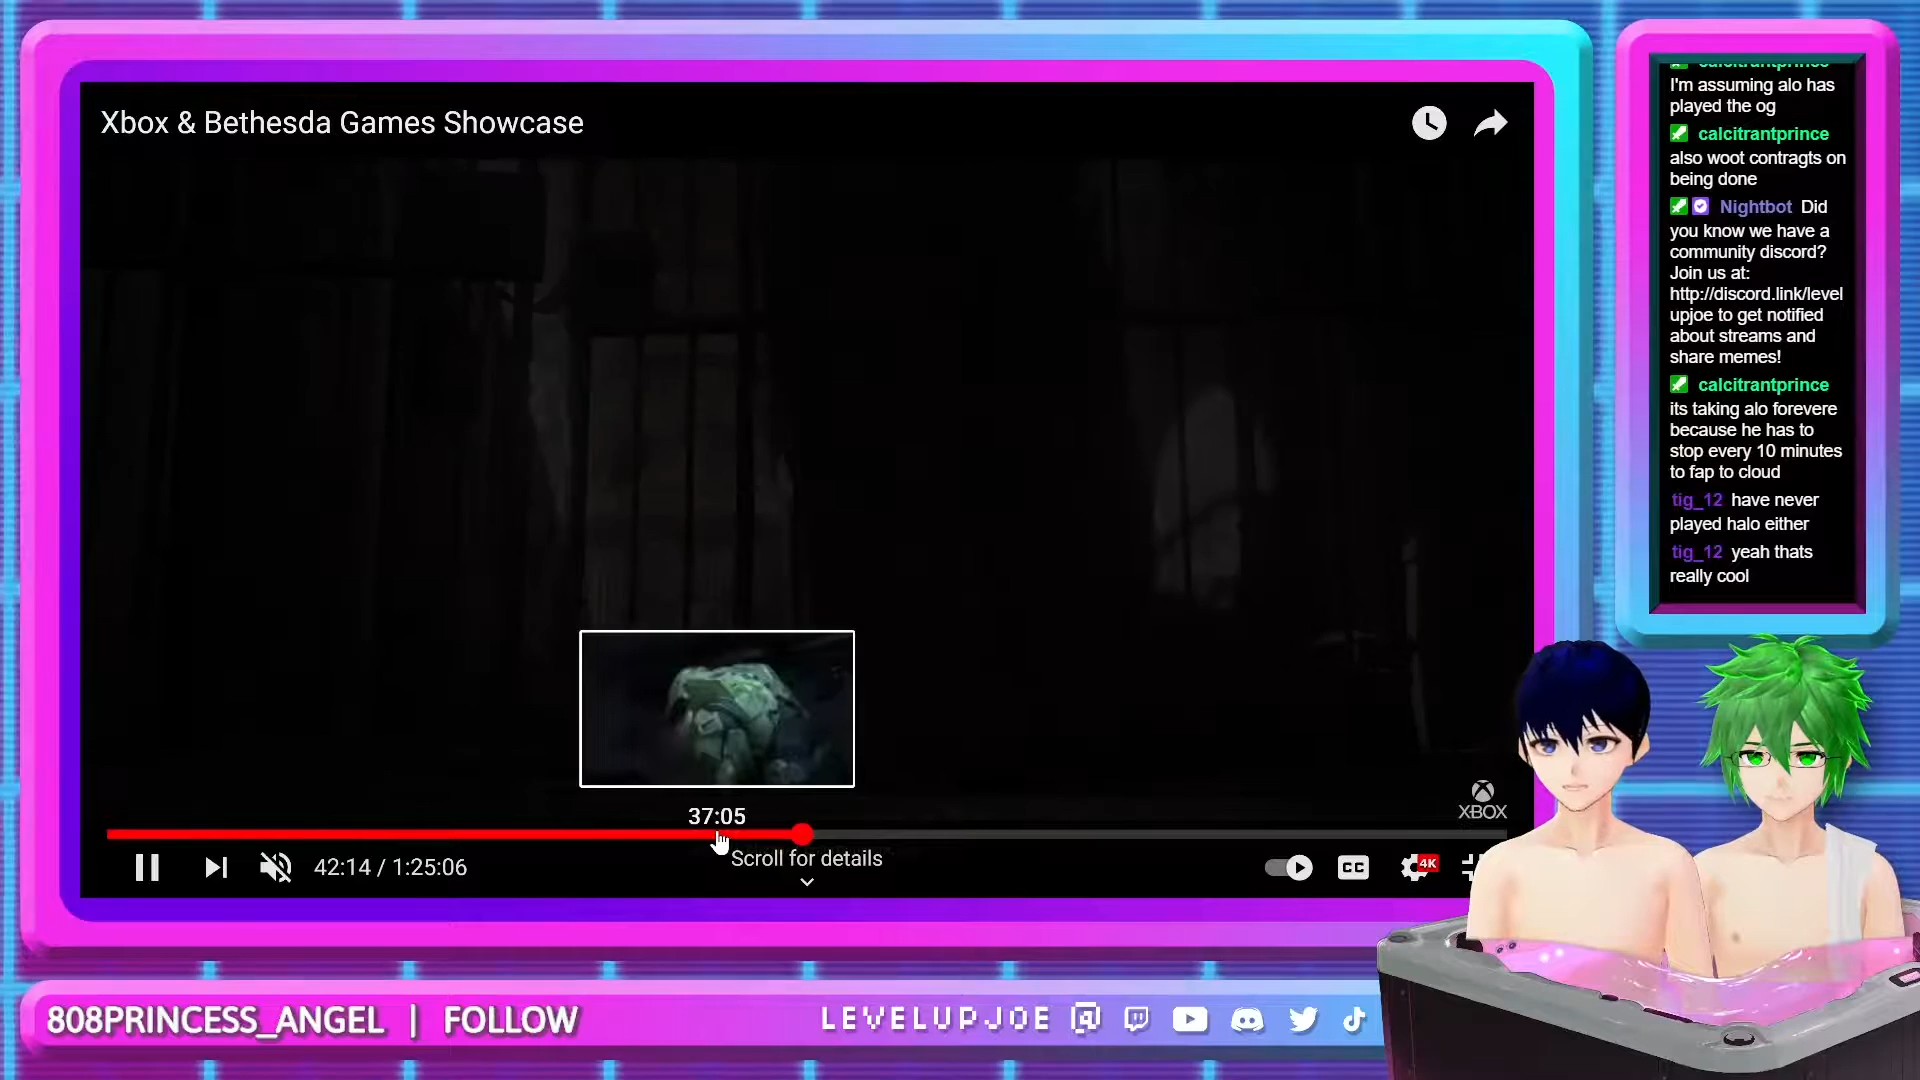 Xbox & Bethesda Games Showcase
XBOX
37:05
Scroll for details
42:14 / 1:25:06
CC
4K
calcitrantprince
I'm assuming alo has
played the og
calcitrantprince
also woot contragts on
being done
Nightbot Did
you know we have a
community discord?
Join us at:
http://discord.link/level
upjoe to get notified
about streams and
share memes!
calcitrantprince
its taking alo forevere
because he has to
stop every 10 minutes
to fap to cloud
tig_12 have never
played halo either
tig_12 yeah thats
really cool
808PRINCESS_ANGEL | FOLLOW
LEVELUPJOE @